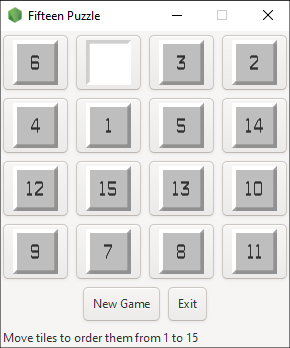 Fifteen Puzzle
6 3 2
4 1 5 14
12 15 13 10
9 7 8 11
New Game Exit
Move tiles to order them from 1 to 15